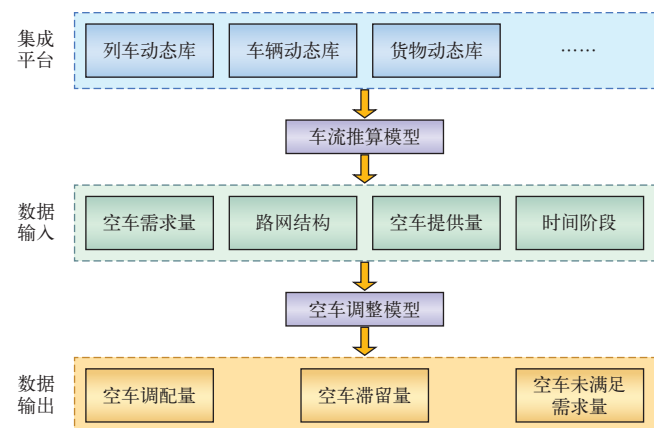 集成
平台
列车动态库
车辆动态库
货物动态库
……
车流推算模型
数据
输入
空车需求量
路网结构
空车提供量
时间阶段
空车调整模型
数据
输出
空车调配量
空车滞留量
空车未满足
需求量